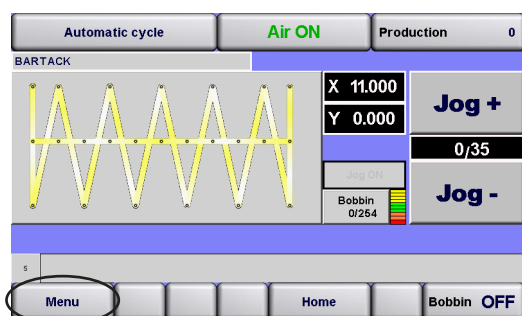 Automatic cycle
Air ON
Production 0
BARTACK
X 11.000
Y 0.000
Jog +
0/35
Jog ON
Jog -
Bobbin
0/254
5
Menu
Home
Bobbin OFF